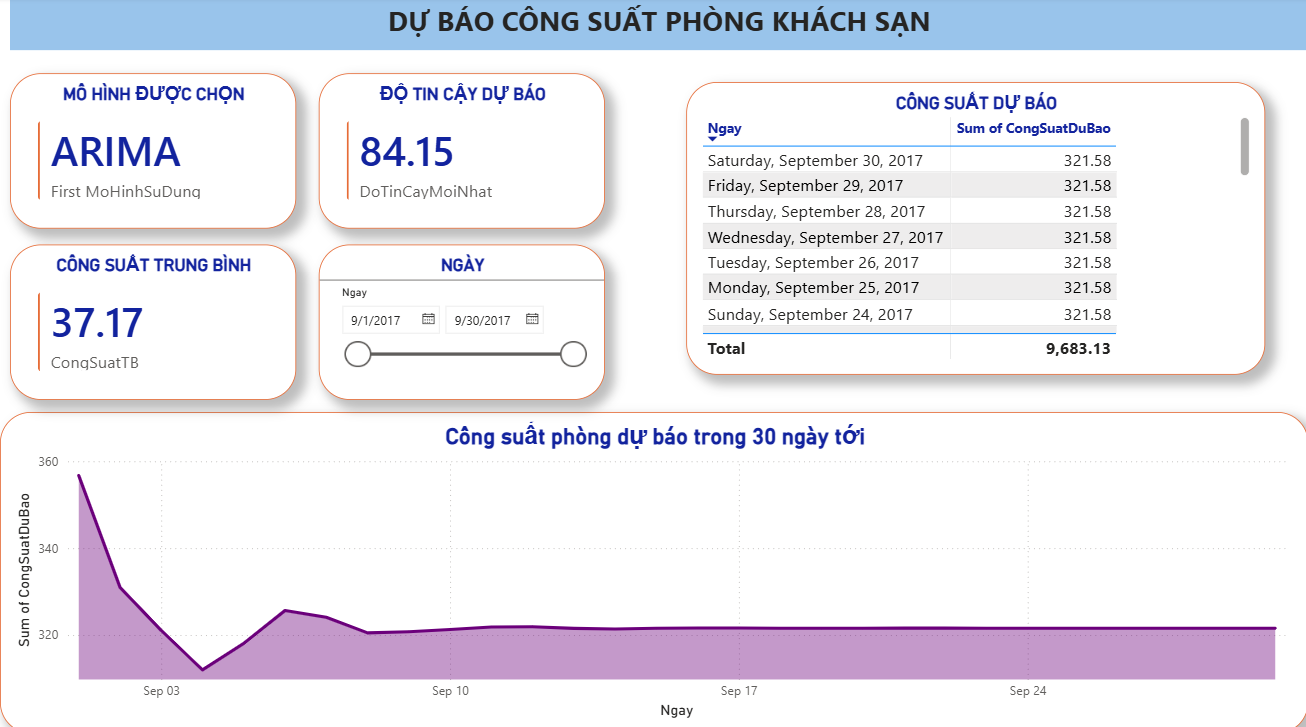 DỰ BÁO CÔNG SUẤT PHÒNG KHÁCH SẠN
MÔ HÌNH ĐƯỢC CHỌN
ARIMA
First MoHinhSuDung
ĐỘ TIN CẬY DỰ BÁO
84.15
DoTinCayMoiNhat
CÔNG SUẤT TRUNG BÌNH
37.17
CongSuatTB
NGÀY
Ngay
9/1/2017 9/30/2017
CÔNG SUẤT DỰ BÁO
Ngay Sum of CongSuatDuBao
Saturday, September 30, 2017 321.58
Friday, September 29, 2017 321.58
Thursday, September 28, 2017 321.58
Wednesday, September 27, 2017 321.58
Tuesday, September 26, 2017 321.58
Monday, September 25, 2017 321.58
Sunday, September 24, 2017 321.58
Total 9,683.13
Công suất phòng dự báo trong 30 ngày tới
Sum of CongSuatDuBao
360
340
320
Sep 03 Sep 10 Sep 17 Sep 24
Ngay